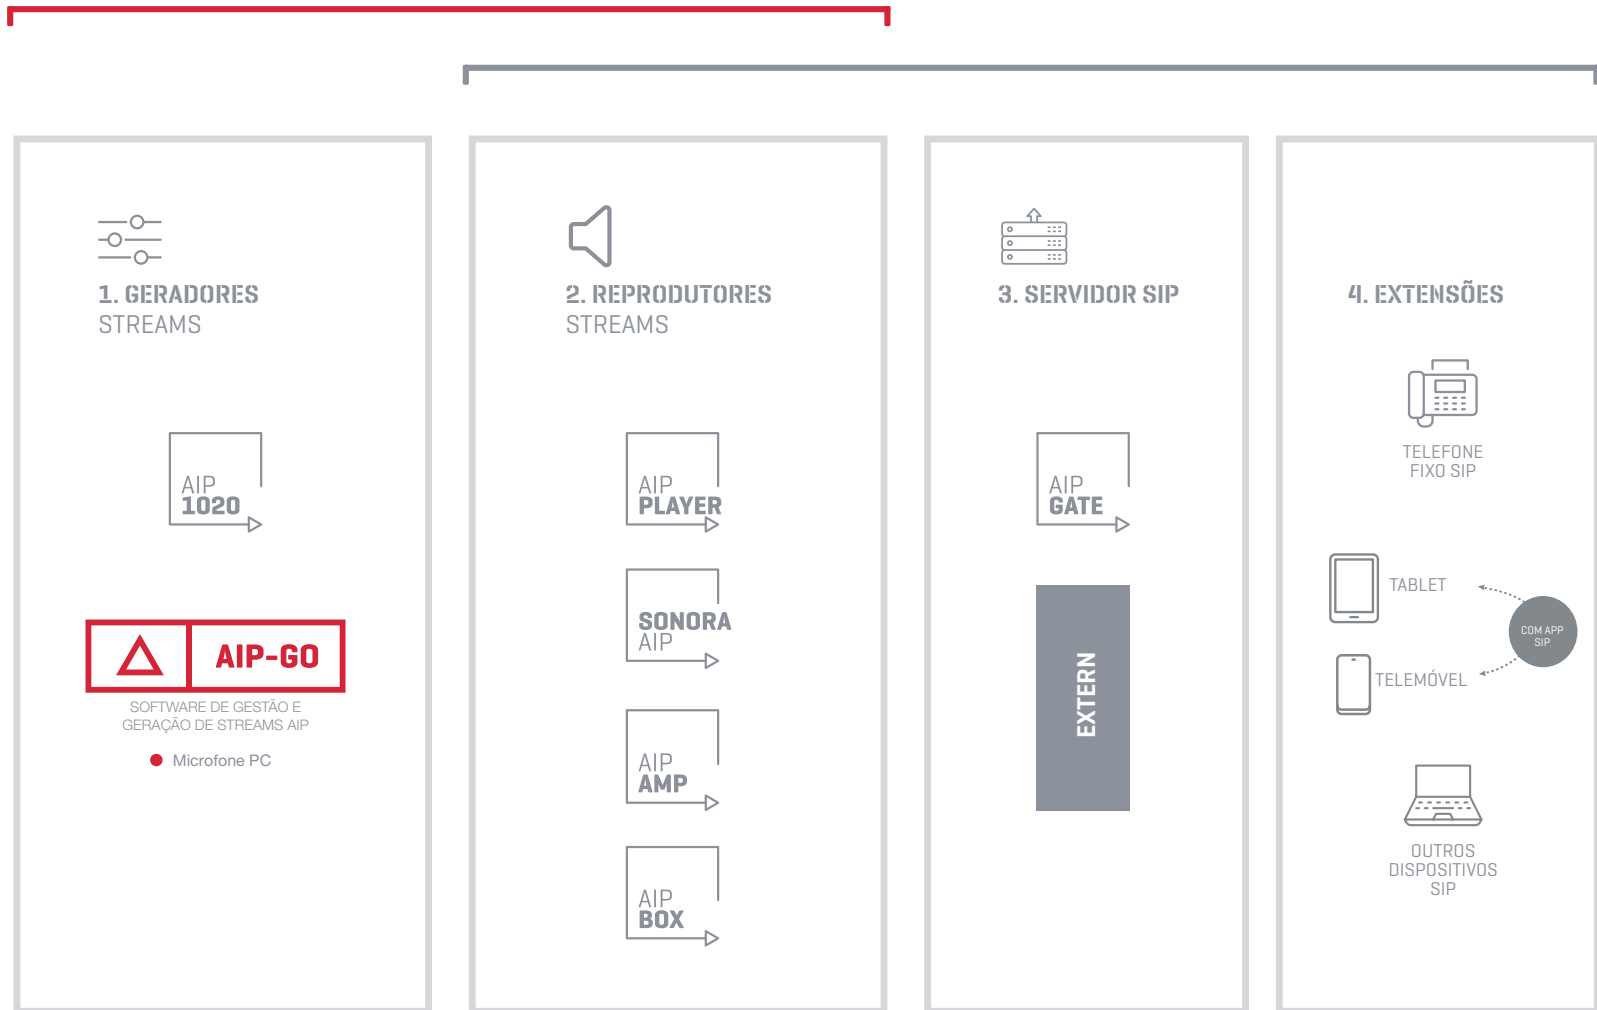 1. GERADORES
STREAMS
AIP
1020
AIP-GO
SOFTWARE DE GESTÃO E
GERAÇÃO DE STREAMS AIP
Microfone PC
2. REPRODUTORES
STREAMS
AIP
PLAYER
SONORA
AIP
AIP
AMP
AIP
BOX
3. SERVIDOR SIP
AIP
GATE
EXTERN
4. EXTENSÕES
TELEFONE
FIXO SIP
TABLET
COM APP
SIP
TELEMÓVEL
OUTROS
DISPOSITIVOS
SIP